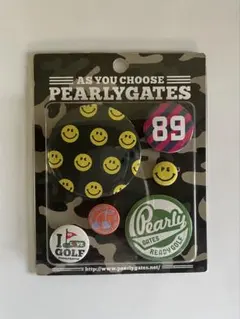 AS YOU CHOOSE
PEARLYGATES
89
Pearly
GATES
READY GOLF
I
GOLF
http://www.pearlygates.net/